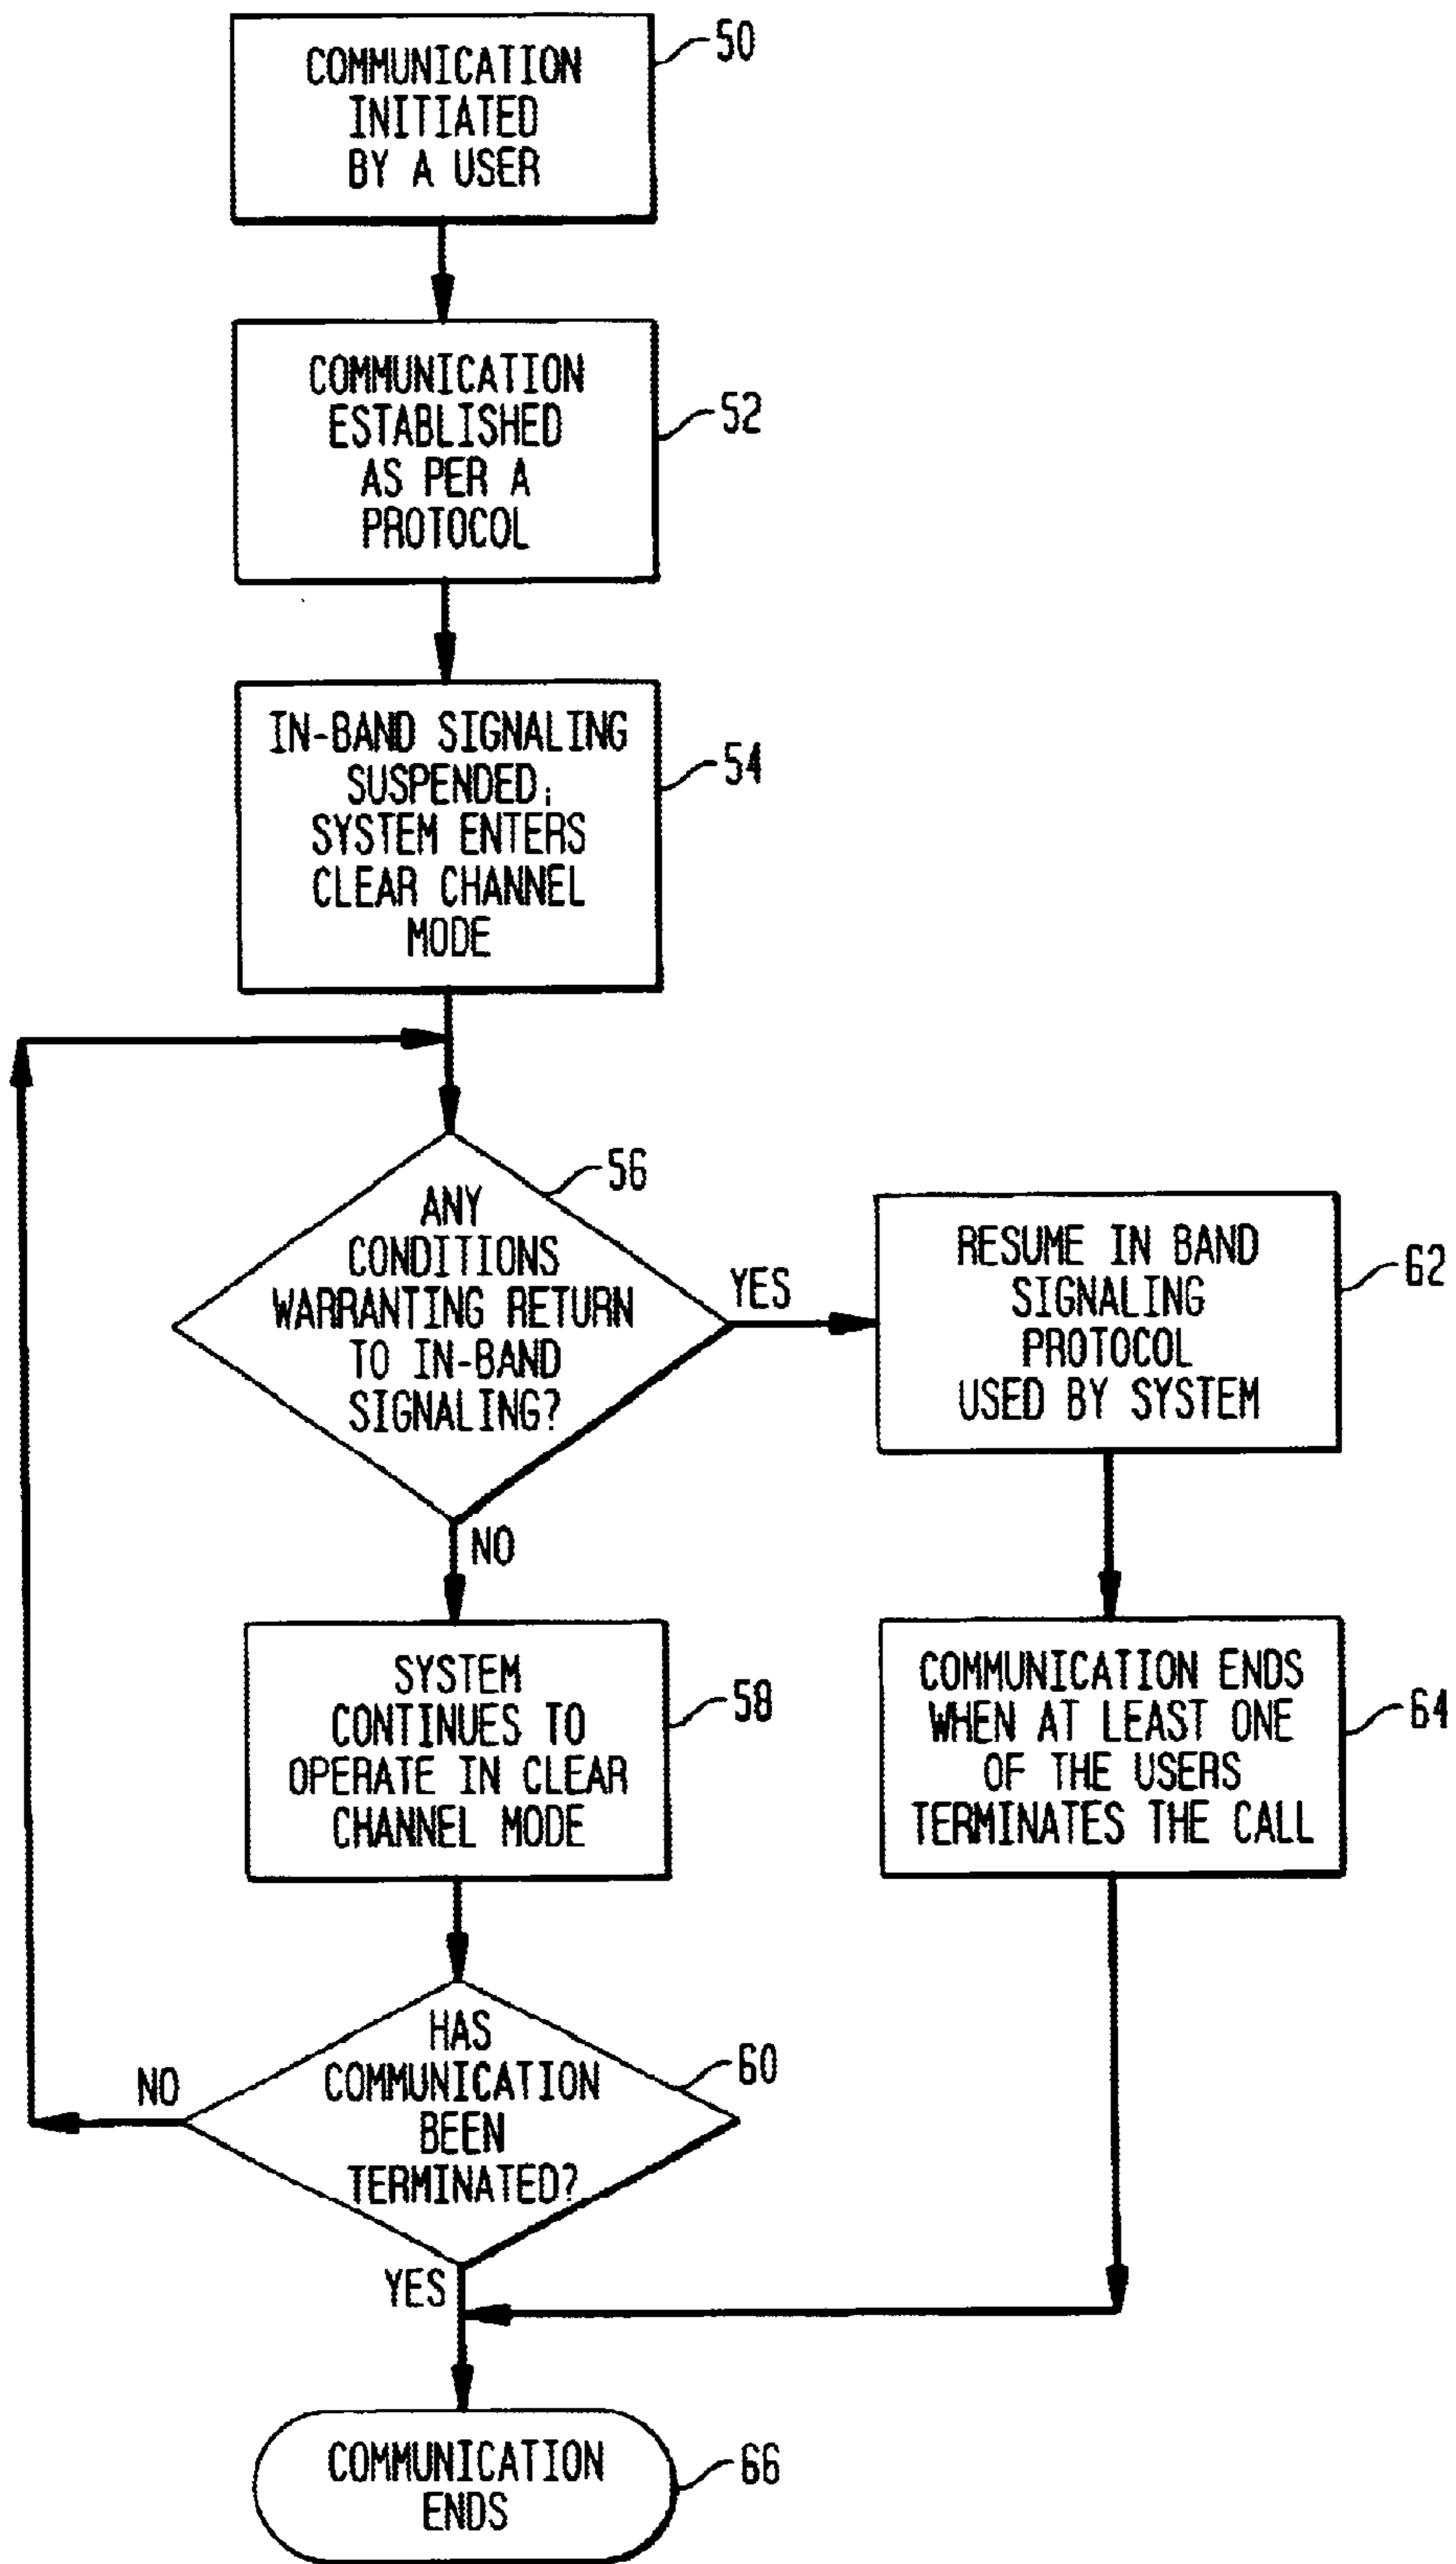 COMMUNICATION
INITIATED
BY A USER
50
COMMUNICATION
ESTABLISHED
AS PER A
PROTOCOL
52
IN-BAND SIGNALING
SUSPENDED;
SYSTEM ENTERS
CLEAR CHANNEL
MODE
54
ANY
CONDITIONS
WARRANTING RETURN
TO IN-BAND
SIGNALING?
56
YES
NO
RESUME IN BAND
SIGNALING
PROTOCOL
USED BY SYSTEM
62
SYSTEM
CONTINUES TO
OPERATE IN CLEAR
CHANNEL MODE
58
COMMUNICATION ENDS
WHEN AT LEAST ONE
OF THE USERS
TERMINATES THE CALL
64
HAS
COMMUNICATION
BEEN
TERMINATED?
60
NO
YES
COMMUNICATION
ENDS
66